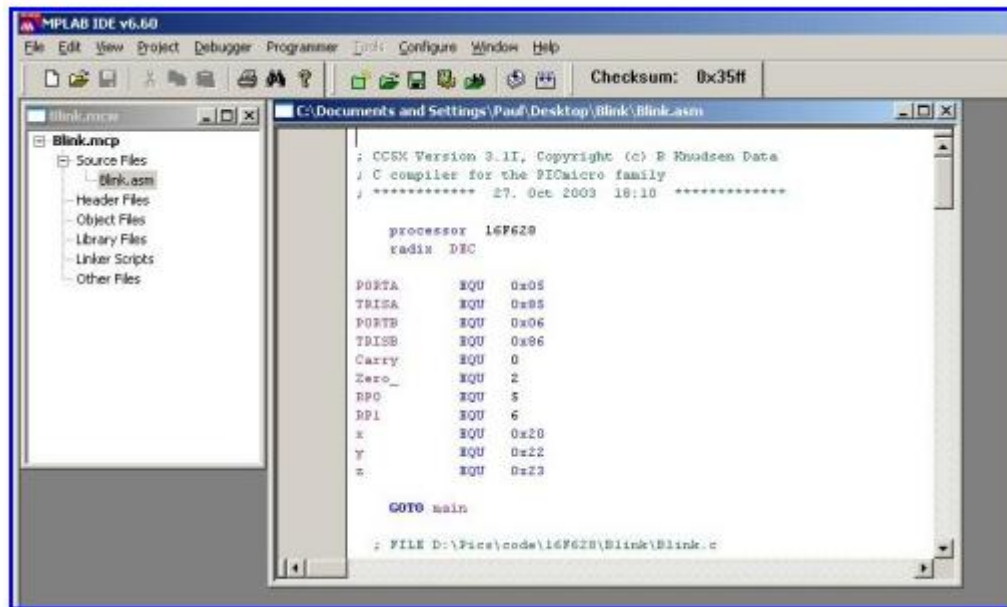 MPLAB IDE v6.60
File Edit View Project Debugger Programmer Tools Configure Window Help
Checksum: 0x35ff
Blink.mcw
Blink.mcp
Source Files
Blink.asm
Header Files
Object Files
Library Files
Linker Scripts
Other Files
C:\Documents and Settings\Paul\Desktop\Blink\Blink.asm
; CC5X Version 3.1I, Copyright (c) B Knudsen Data
; C compiler for the PICmicro family
; ************ 27. Oct 2003 18:10 *************
processor 16F628
radix DEC
PORTA EQU 0x05
TRISA EQU 0x85
PORTB EQU 0x06
TRISB EQU 0x86
Carry EQU 0
Zero_ EQU 2
RP0 EQU 5
RP1 EQU 6
x EQU 0x20
y EQU 0x22
z EQU 0x23
GOTO main
; FILE D:\Pics\code\16F628\Blink\Blink.c